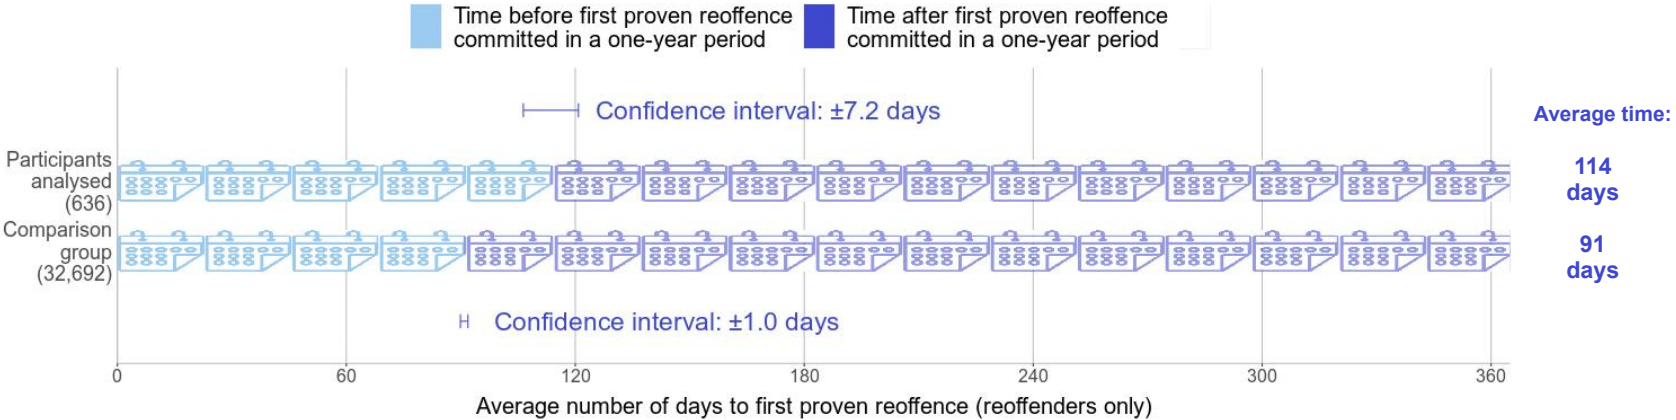 Time before first proven reoffence
committed in a one-year period
Time after first proven reoffence
committed in a one-year period
Confidence interval: ±7.2 days
Average time:
Participants
analysed
(636)
114
days
Comparison
group
(32,692)
91
days
Confidence interval: ±1.0 days
0 60 120 180 240 300 360
Average number of days to first proven reoffence (reoffenders only)